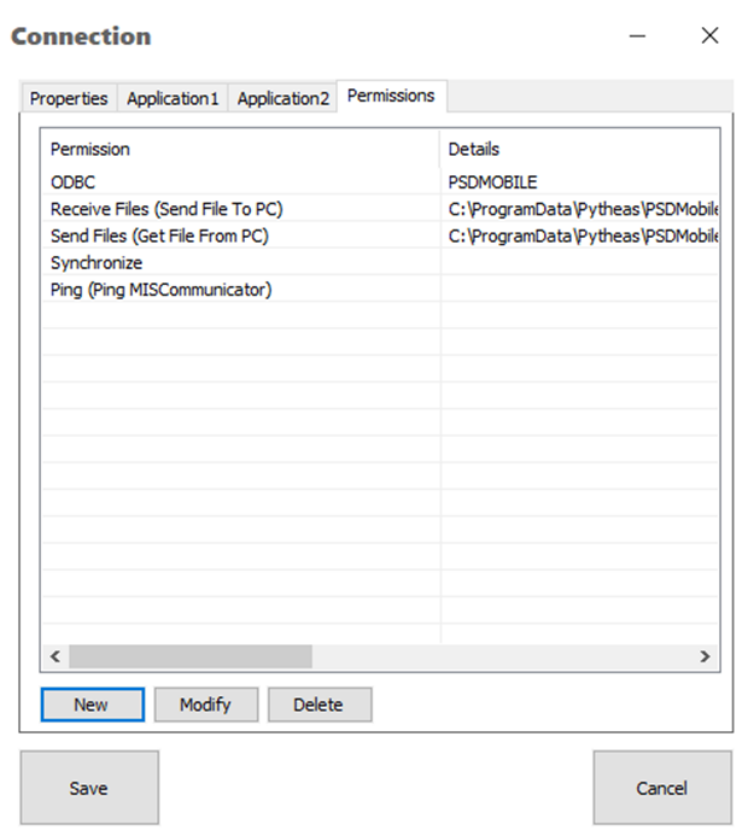 Connection
Properties Application1 Application2 Permissions
Permission Details
ODBC PSDMOBILE
Receive Files (Send File To PC) C:\ProgramData\Pytheas\PSDMobile
Send Files (Get File From PC) C:\ProgramData\Pytheas\PSDMobile
Synchronize
Ping (Ping MISCommunicator)
New Modify Delete
Save Cancel